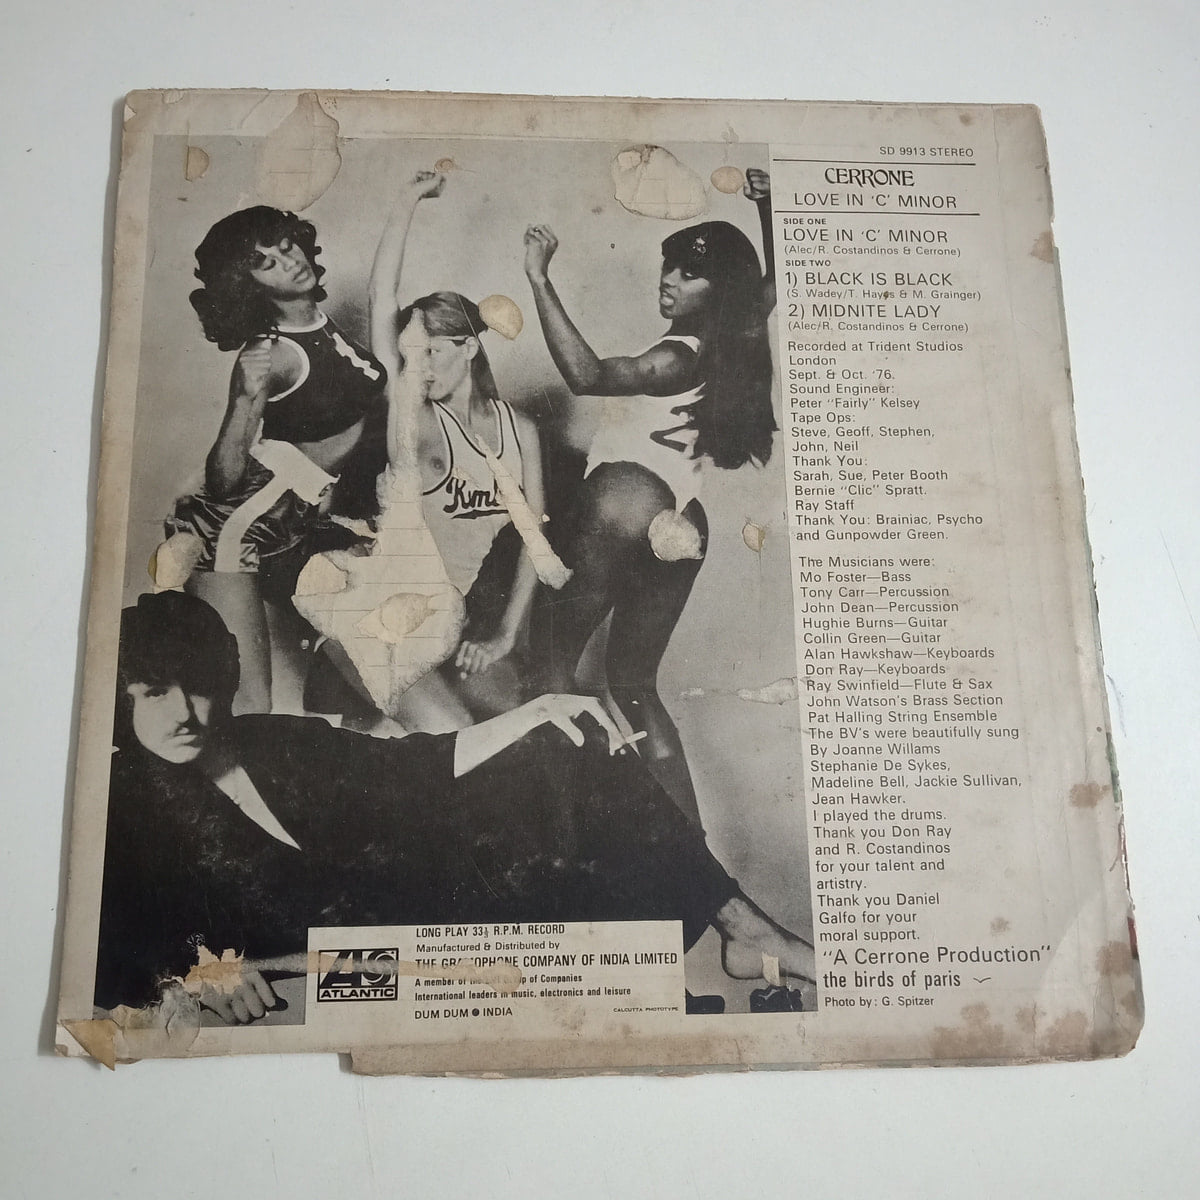 SD 9913 STEREO
CERRONE
LOVE IN 'C' MINOR
SIDE ONE
LOVE IN 'C' MINOR
(Alec/R. Costandinos & Cerrone)
SIDE TWO
1) BLACK IS BLACK
(S. Wadey/T. Hayes & M. Grainger)
2) MIDNITE LADY
(Alec/R. Costandinos & Cerrone)
Recorded at Trident Studios
London
Sept. & Oct. '76.
Sound Engineer:
Peter "Fairly" Kelsey
Tape Ops:
Steve, Geoff, Stephen,
John, Neil
Thank You:
Sarah, Sue, Peter Booth
Bernie "Clic" Spratt.
Ray Staff
Thank You: Brainiac, Psycho
and Gunpowder Green.
The Musicians were:
Mo Foster—Bass
Tony Carr—Percussion
John Dean—Percussion
Hughie Burns—Guitar
Collin Green—Guitar
Alan Hawkshaw—Keyboards
Don Ray—Keyboards
Ray Swinfield—Flute & Sax
John Watson's Brass Section
Pat Halling String Ensemble
The BV's were beautifully sung
By Joanne Willams
Stephanie De Sykes,
Madeline Bell, Jackie Sullivan,
Jean Hawker.
I played the drums.
Thank you Don Ray
and R. Costandinos
for your talent and
artistry.
Thank you Daniel
Galfo for your
moral support.
"A Cerrone Production"
the birds of paris
Photo by: G. Spitzer
LONG PLAY 33⅓ R.P.M. RECORD
Manufactured & Distributed by
THE GRAMOPHONE COMPANY OF INDIA LIMITED
A member of of Companies
International leaders in music, electronics and leisure
DUM DUM ● INDIA
CALCUTTA PHOTOTYPE
ATLANTIC